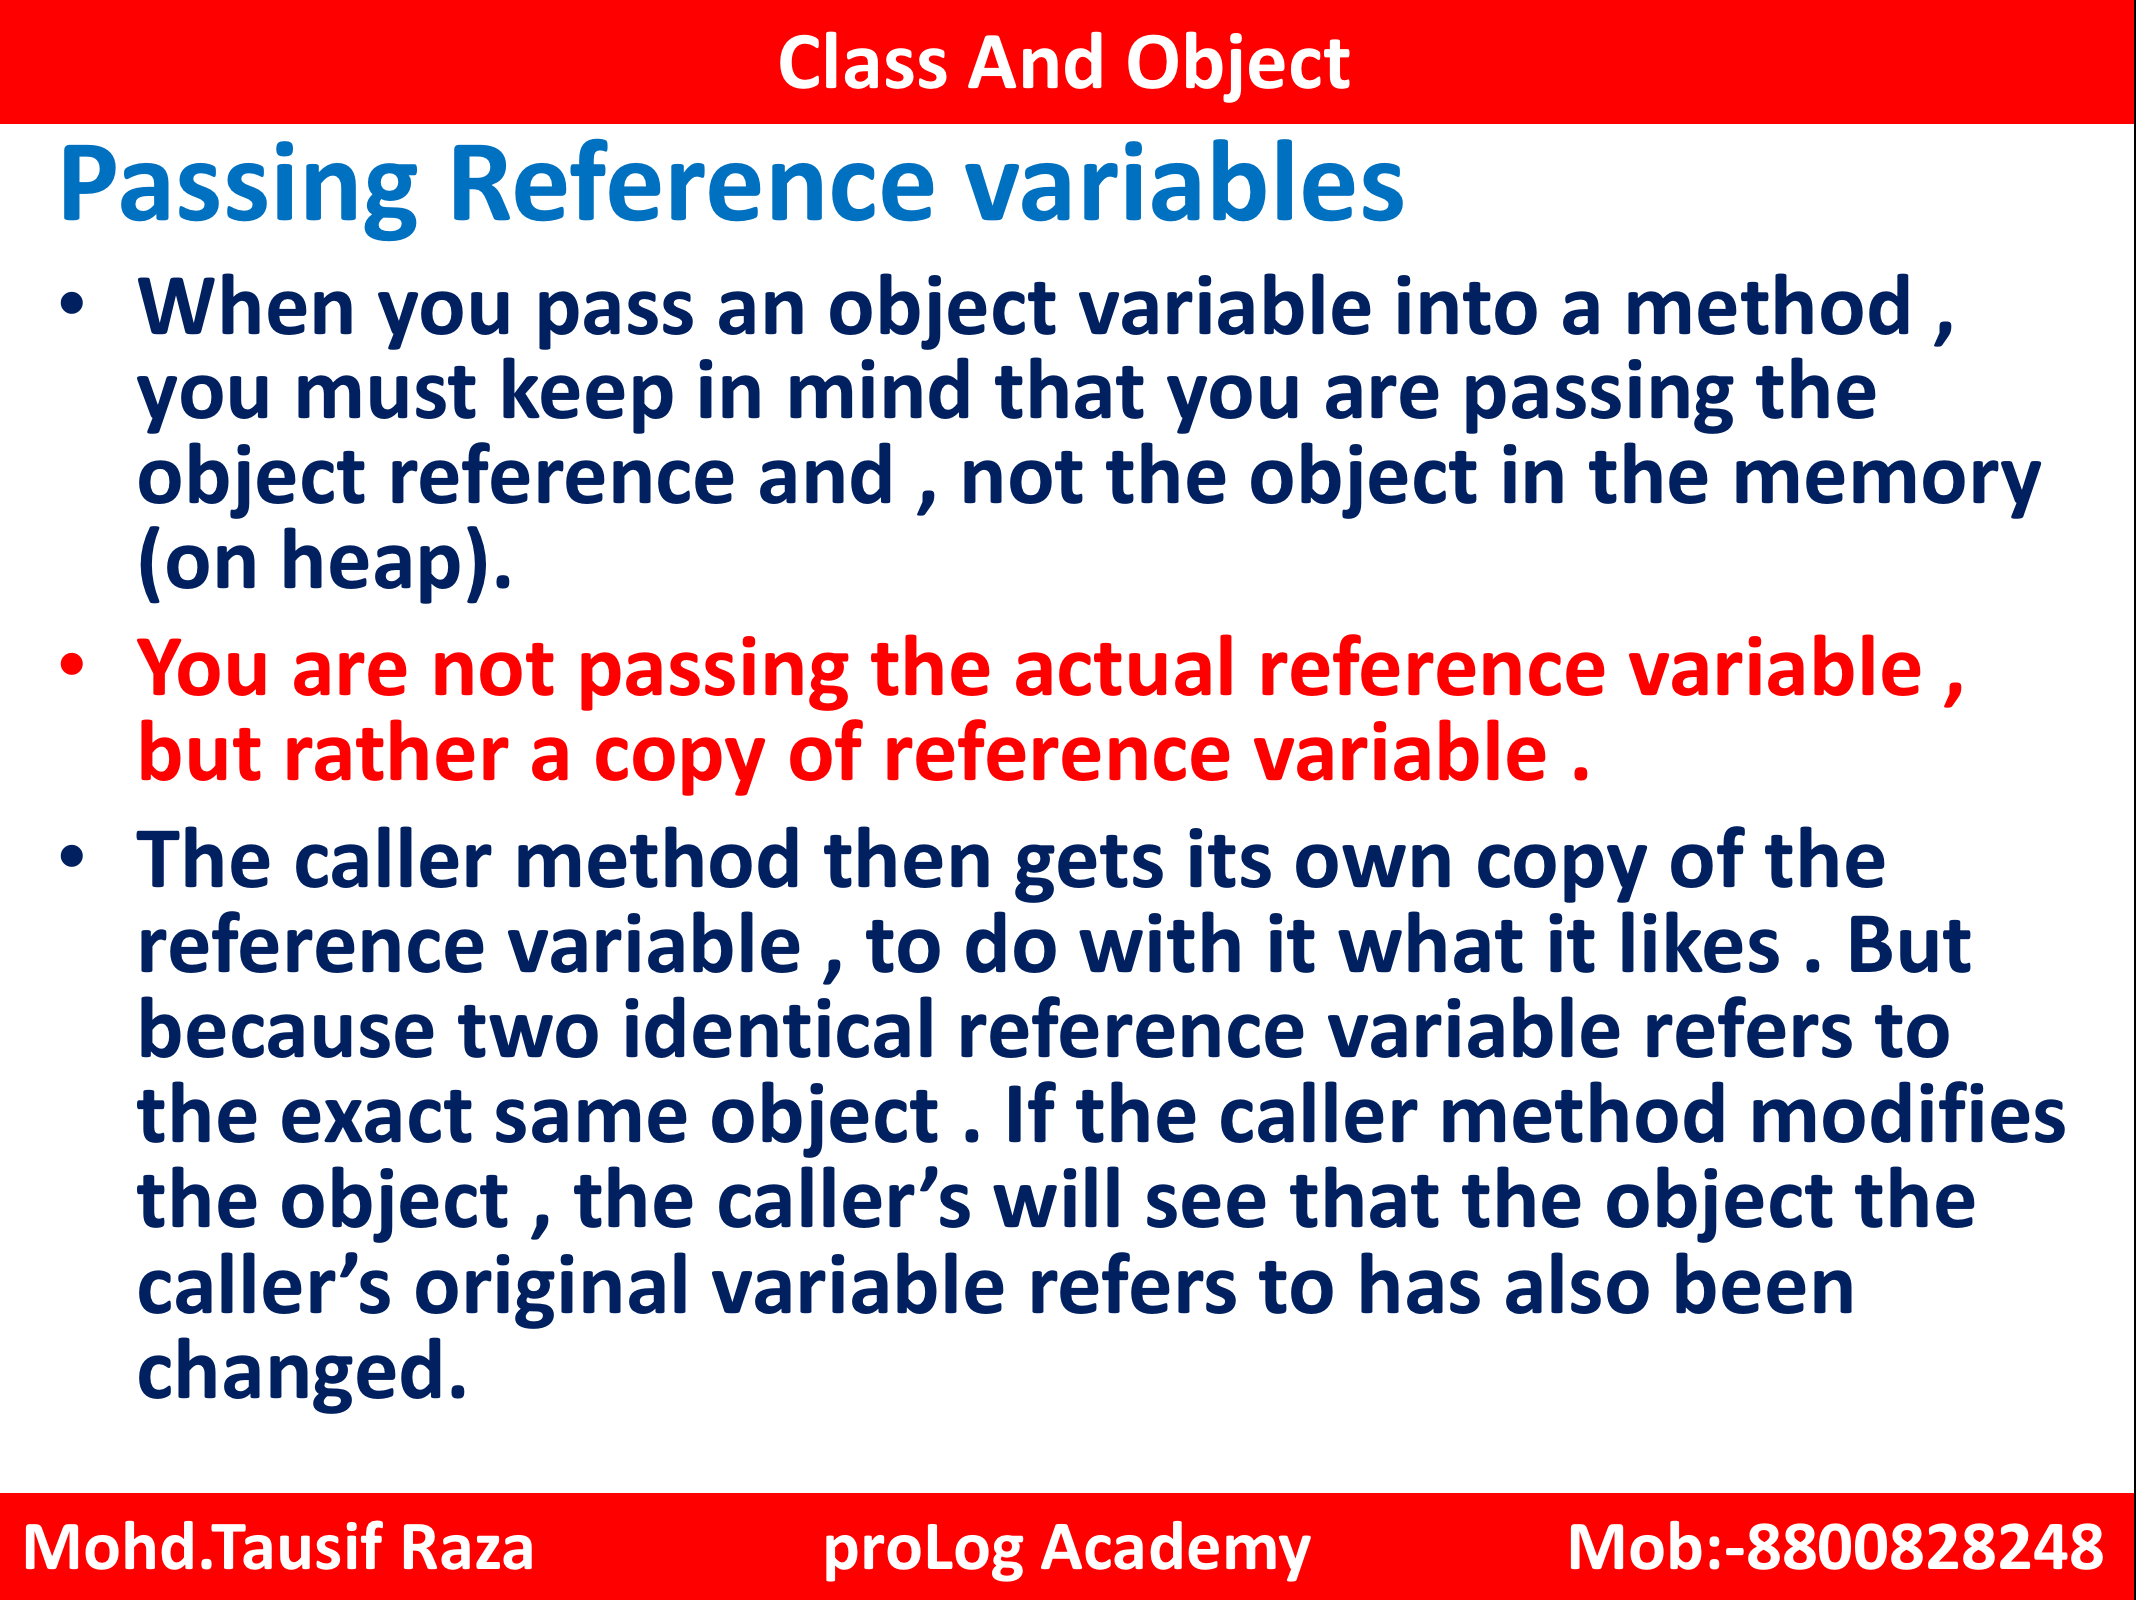 Class And Object
Passing Reference variables
• When you pass an object variable into a method ,
you must keep in mind that you are passing the
object reference and , not the object in the memory
(on heap).
• You are not passing the actual reference variable ,
but rather a copy of reference variable .
• The caller method then gets its own copy of the
reference variable , to do with it what it likes . But
because two identical reference variable refers to
the exact same object . If the caller method modifies
the object , the caller’s will see that the object the
caller’s original variable refers to has also been
changed.
Mohd.Tausif Raza proLog Academy Mob:-8800828248